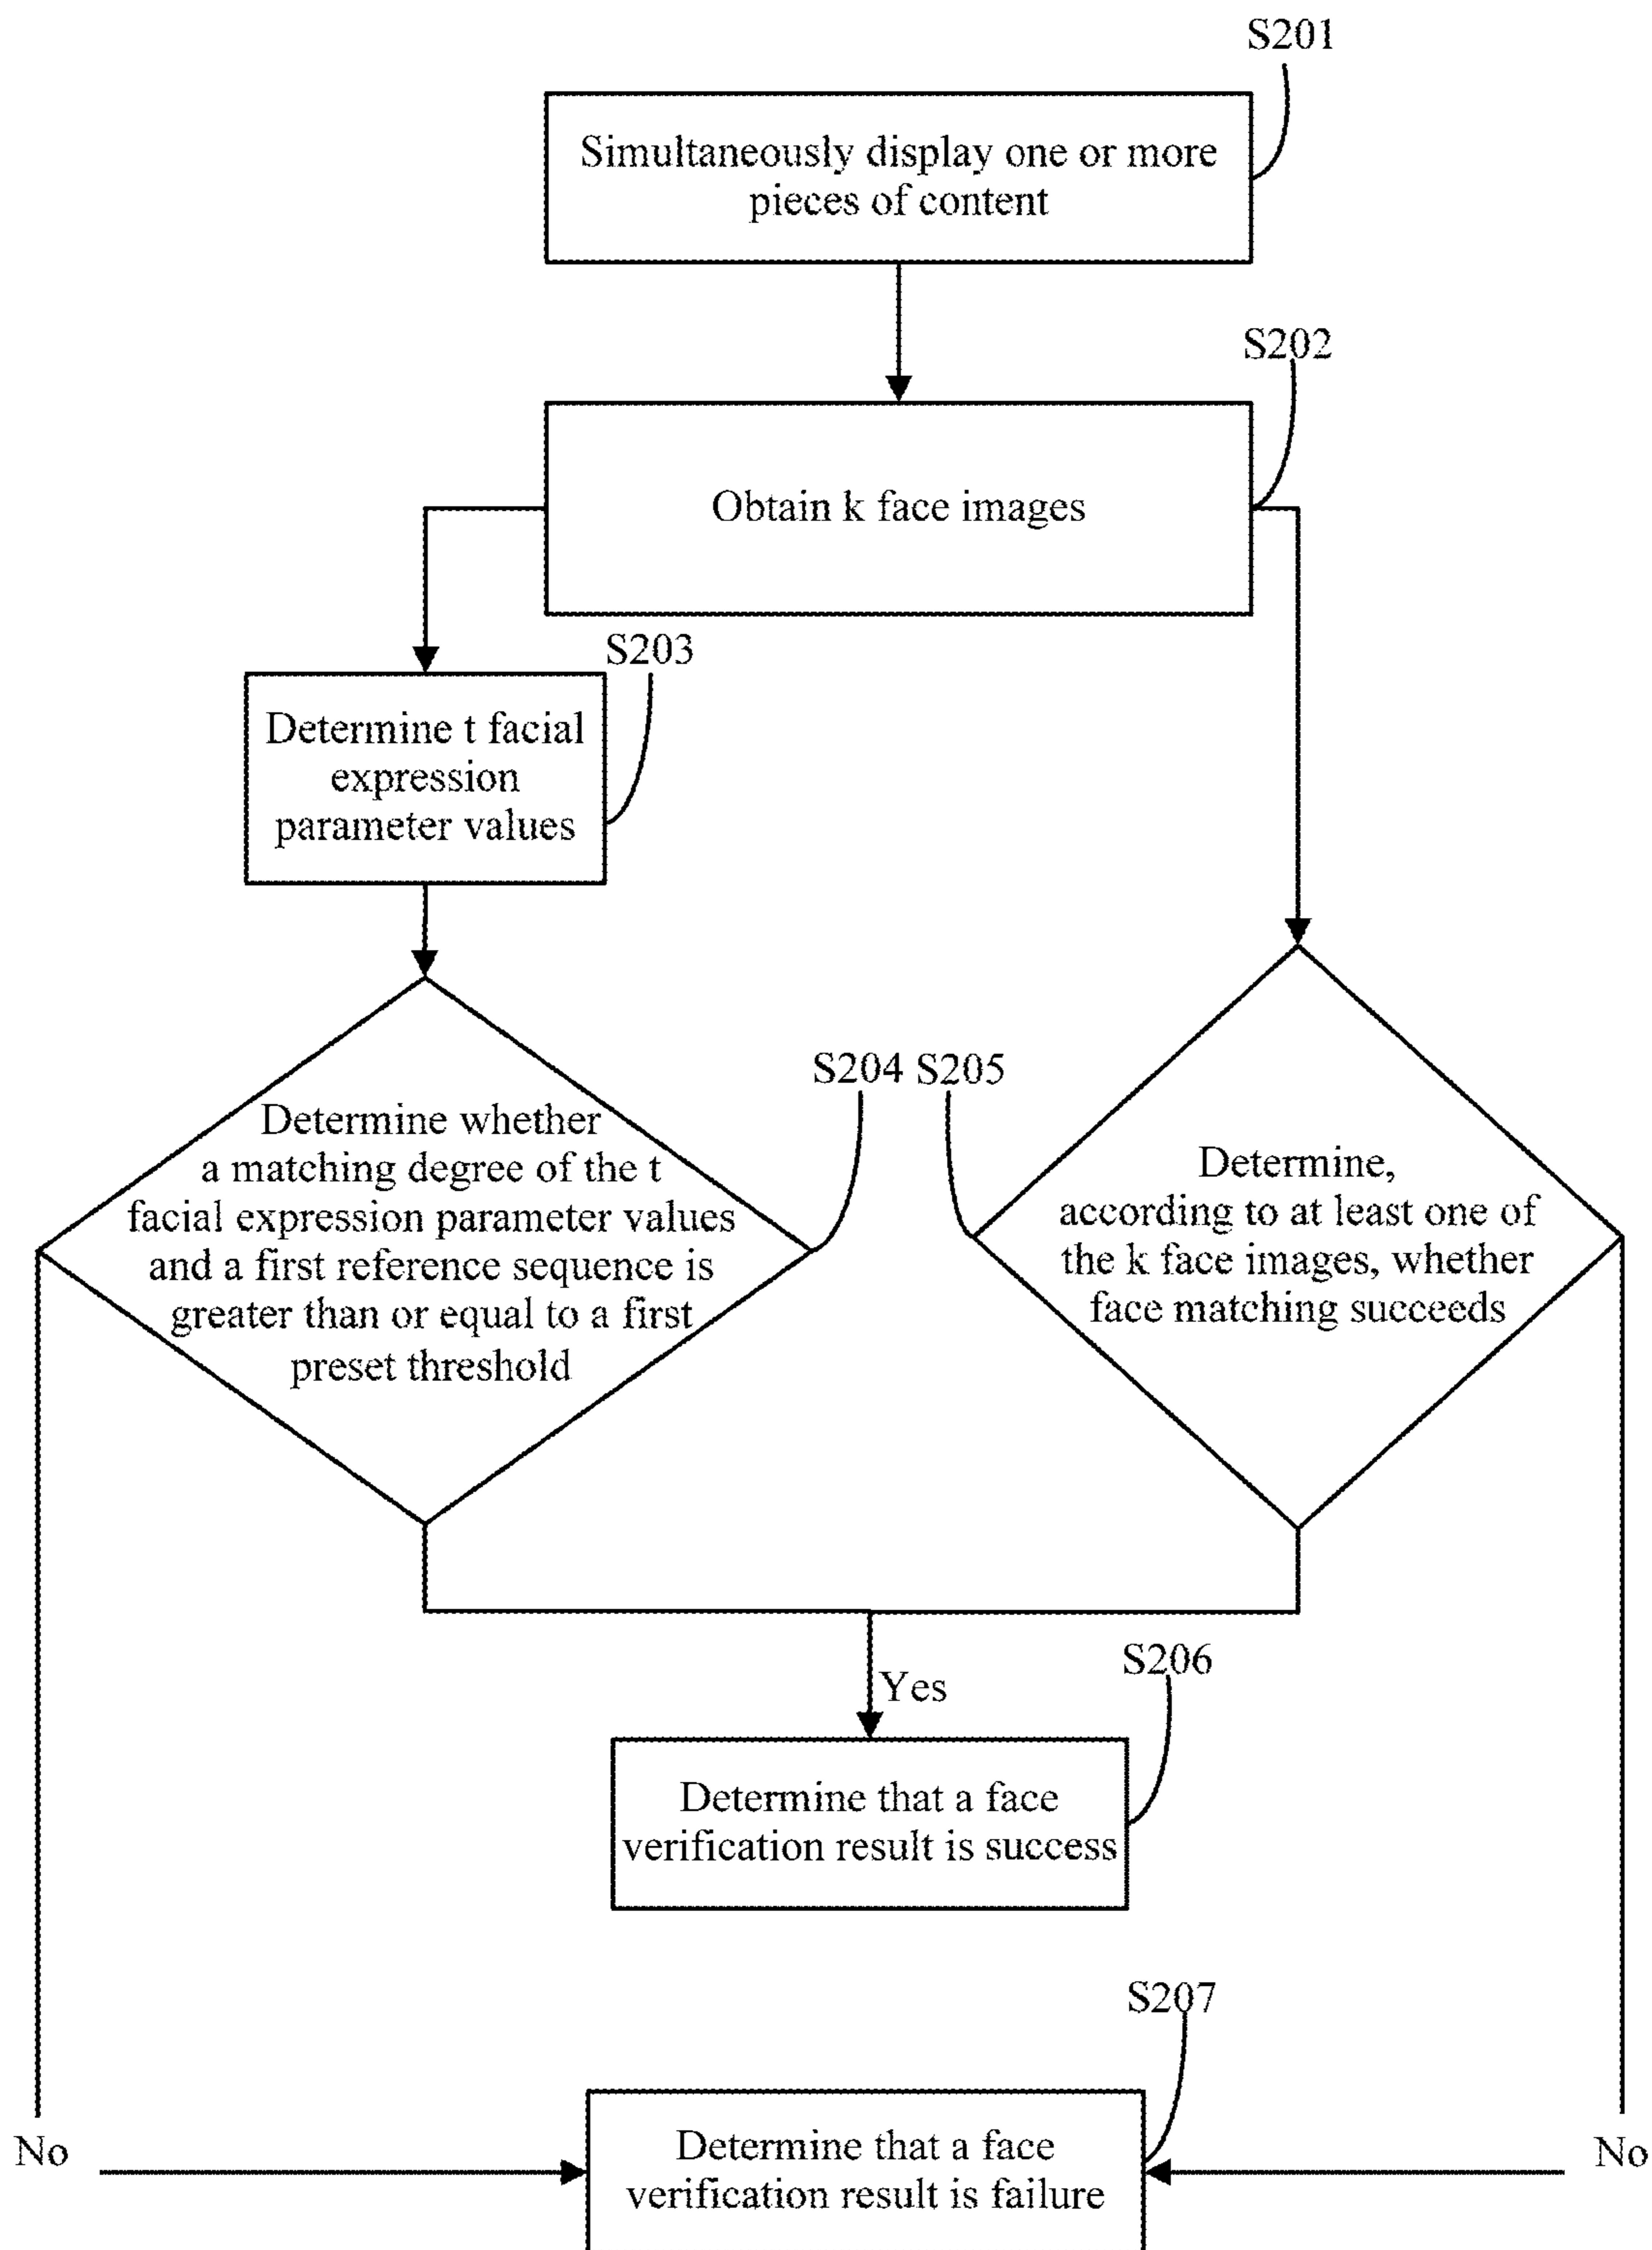 S201
Simultaneously display one or more
pieces of content
S202
Obtain k face images
S203
Determine t facial
expression
parameter values
S204
S205
Determine whether
a matching degree of the t
facial expression parameter values
and a first reference sequence is
greater than or equal to a first
preset threshold
Determine,
according to at least one of
the k face images, whether
face matching succeeds
Yes
S206
Determine that a face
verification result is success
S207
No
Determine that a face
verification result is failure
No